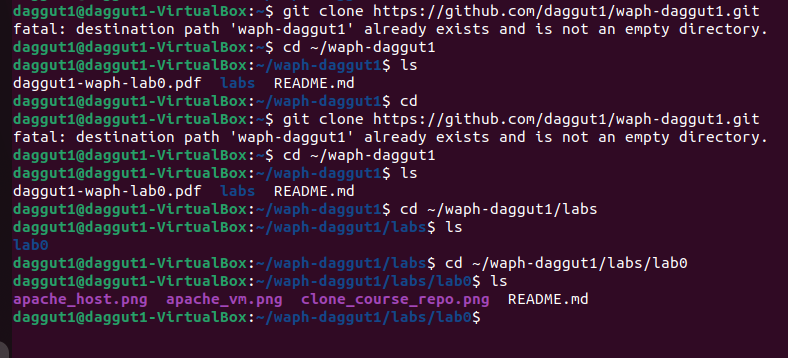 daggut1@daggut1-VirtualBox:~$ git clone https://github.com/daggut1/waph-daggut1.git
fatal: destination path 'waph-daggut1' already exists and is not an empty directory.
daggut1@daggut1-VirtualBox:~$ cd ~/waph-daggut1
daggut1@daggut1-VirtualBox:~/waph-daggut1$ ls
daggut1-waph-lab0.pdf  labs  README.md
daggut1@daggut1-VirtualBox:~/waph-daggut1$ cd
daggut1@daggut1-VirtualBox:~$ git clone https://github.com/daggut1/waph-daggut1.git
fatal: destination path 'waph-daggut1' already exists and is not an empty directory.
daggut1@daggut1-VirtualBox:~$ cd ~/waph-daggut1
daggut1@daggut1-VirtualBox:~/waph-daggut1$ ls
daggut1-waph-lab0.pdf  labs  README.md
daggut1@daggut1-VirtualBox:~/waph-daggut1$ cd ~/waph-daggut1/labs
daggut1@daggut1-VirtualBox:~/waph-daggut1/labs$ ls
lab0
daggut1@daggut1-VirtualBox:~/waph-daggut1/labs$ cd ~/waph-daggut1/labs/lab0
daggut1@daggut1-VirtualBox:~/waph-daggut1/labs/lab0$ ls
apache_host.png  apache_vm.png  clone_course_repo.png  README.md
daggut1@daggut1-VirtualBox:~/waph-daggut1/labs/lab0$